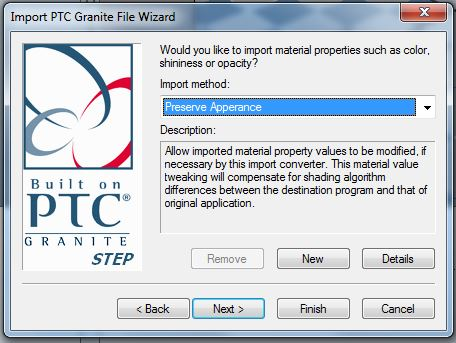 Import PTC Granite File Wizard
Would you like to import material properties such as color,
shininess or opacity?
Import method:
Preserve Apperance
Description:
Allow imported material property values to be modified, if
necessary by this import converter. This material value
tweaking will compensate for shading algorithm
differences between the destination program and that of
original application.
Built on
PTC®
GRANITE
STEP
Remove
New
Details
< Back
Next >
Finish
Cancel